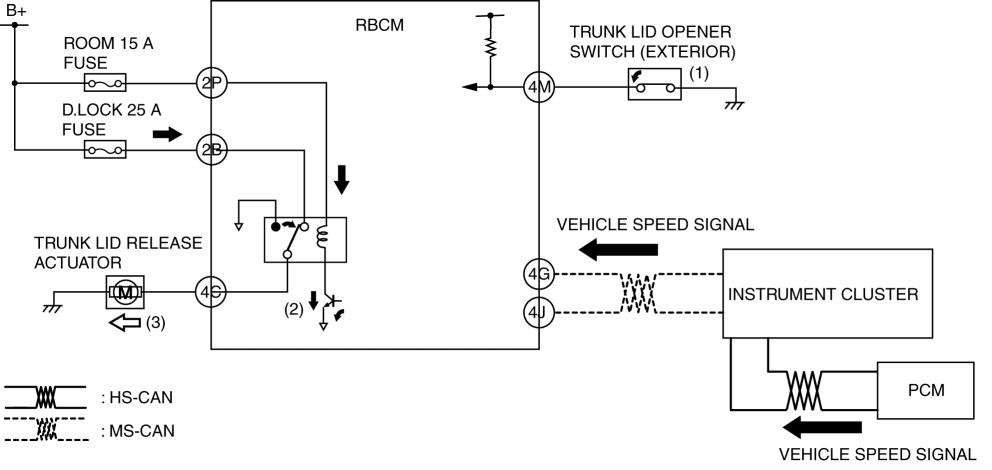 B+
RBCM
ROOM 15 A
FUSE
2P
D.LOCK 25 A
FUSE
2B
TRUNK LID OPENER
SWITCH (EXTERIOR)
(1)
4M
TRUNK LID RELEASE
ACTUATOR
M
4C
(2)
(3)
VEHICLE SPEED SIGNAL
4G
4J
INSTRUMENT CLUSTER
PCM
VEHICLE SPEED SIGNAL
: HS-CAN
: MS-CAN